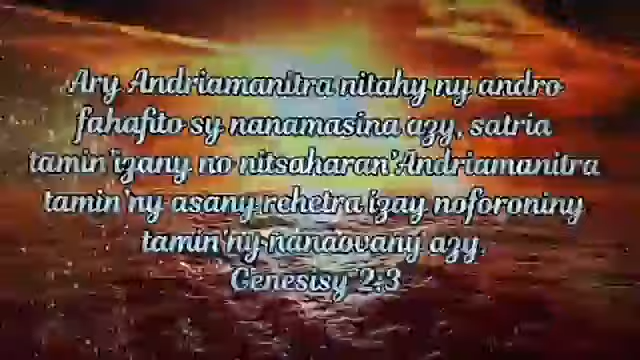 Ary Andriamanitra nitahy ny andro
fahafito sy nanamasina azy, satria
tamin'izany no nitsaharan'Andriamanitra
tamin'ny asany rehetra izay noforoniny
tamin'ny nanaovany azy.
Genesisy 2:3